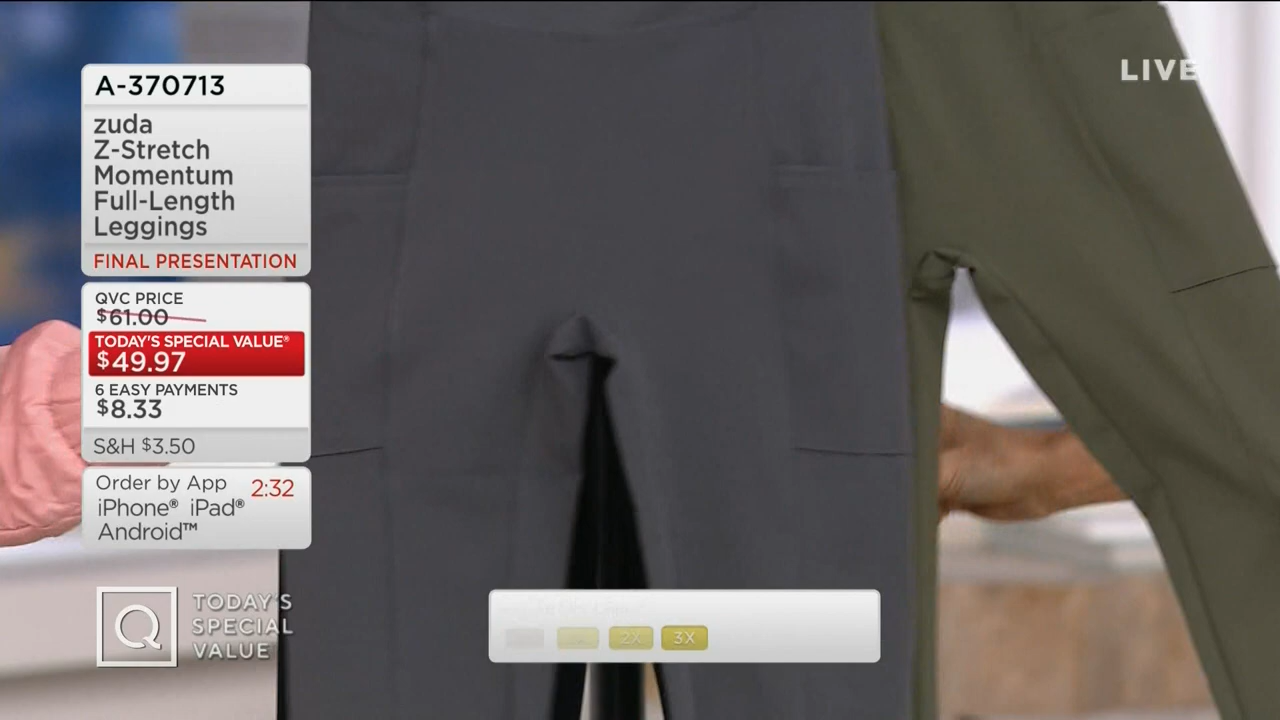 A-370713
zuda
Z-Stretch
Momentum
Full-Length
Leggings
FINAL PRESENTATION
QVC PRICE
$61.00
TODAY'S SPECIAL VALUE®
$49.97
6 EASY PAYMENTS
$8.33
S&H $3.50
Order by App 2:32
iPhone® iPad®
Android™
Q
TODAY'S
SPECIAL
VALUE
LIVE
2X 3X